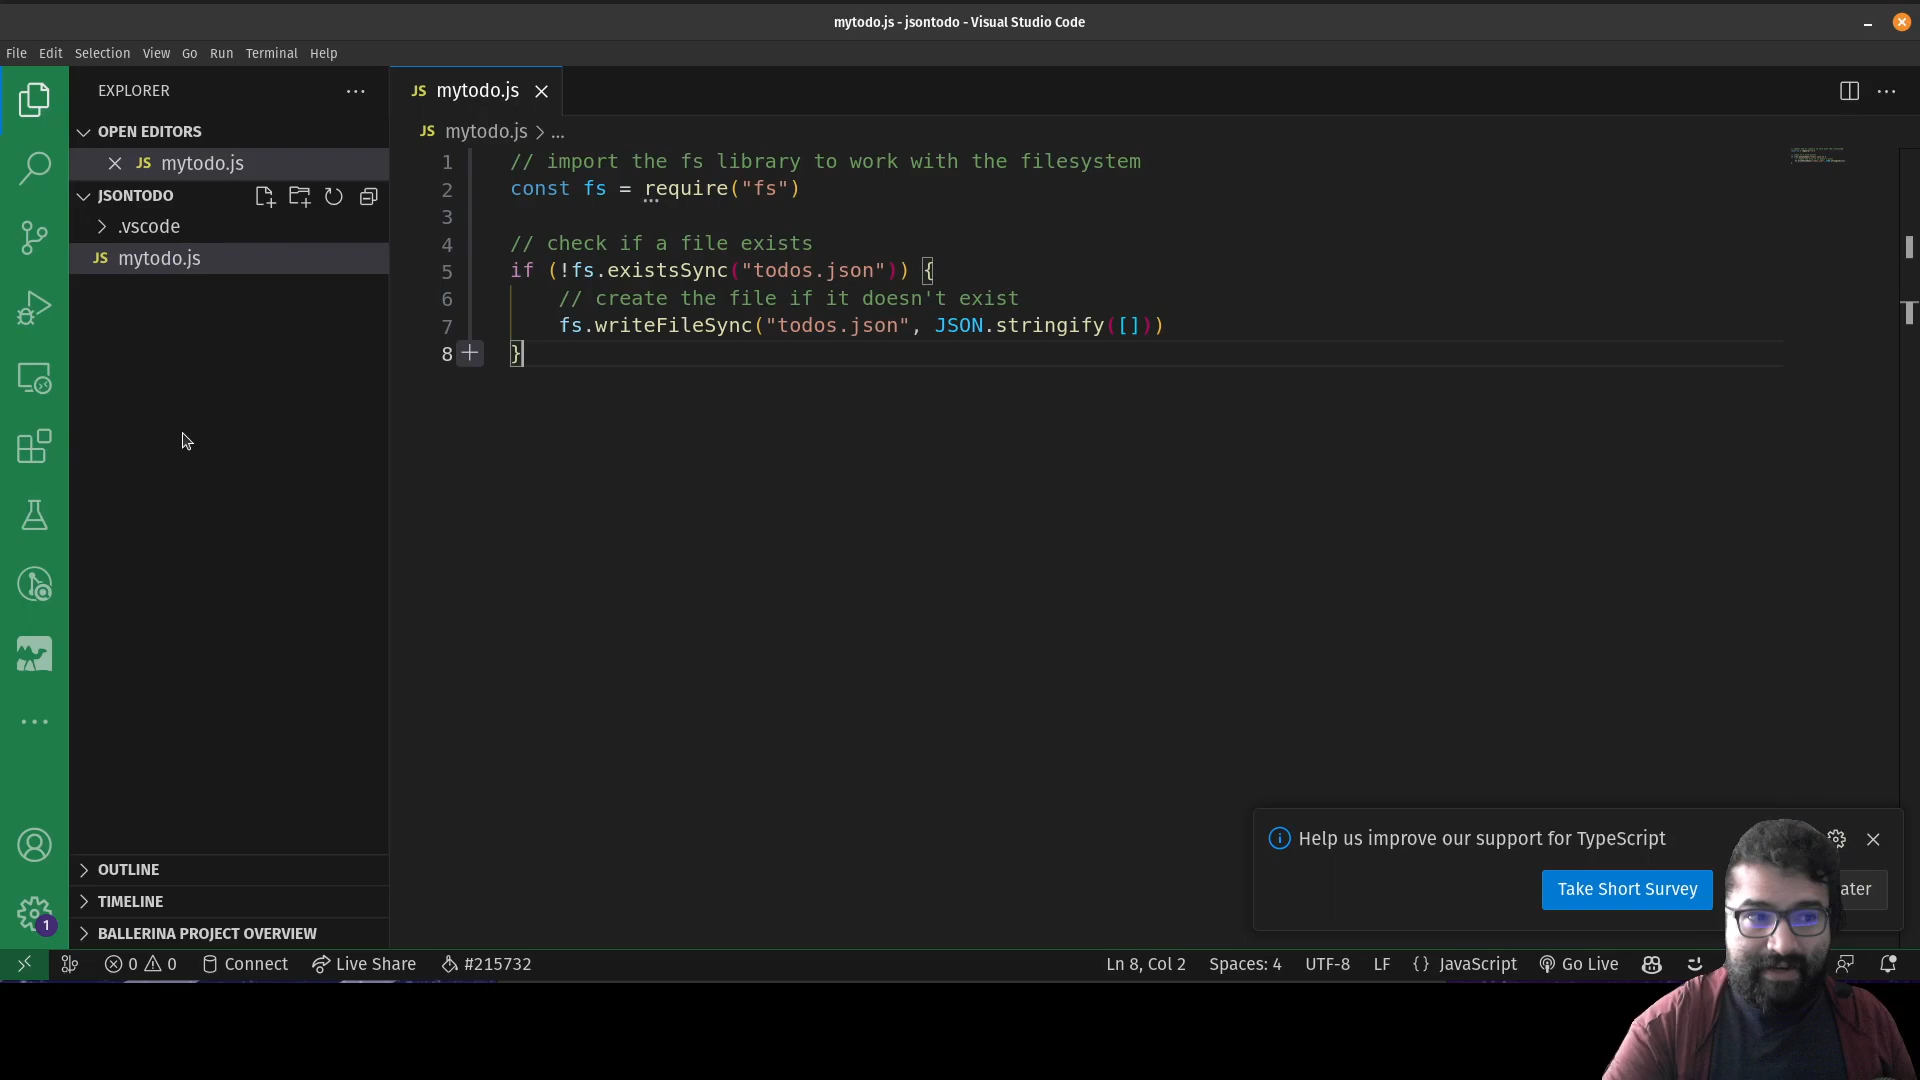 mytodo.js - jsontodo - Visual Studio Code
File Edit Selection View Go Run Terminal Help
EXPLORER
OPEN EDITORS
JS mytodo.js
JSONTODO
.vscode
JS mytodo.js
OUTLINE
TIMELINE
BALLERINA PROJECT OVERVIEW
1
JS mytodo.js
JS mytodo.js > ...
1 // import the fs library to work with the filesystem
2 const fs = require("fs")
3
4 // check if a file exists
5 if (!fs.existsSync("todos.json")) {
6 // create the file if it doesn't exist
7 fs.writeFileSync("todos.json", JSON.stringify([]))
8 }
Help us improve our support for TypeScript
Take Short Survey
ater
0 0 Connect Live Share #215732 Ln 8, Col 2 Spaces: 4 UTF-8 LF {} JavaScript Go Live